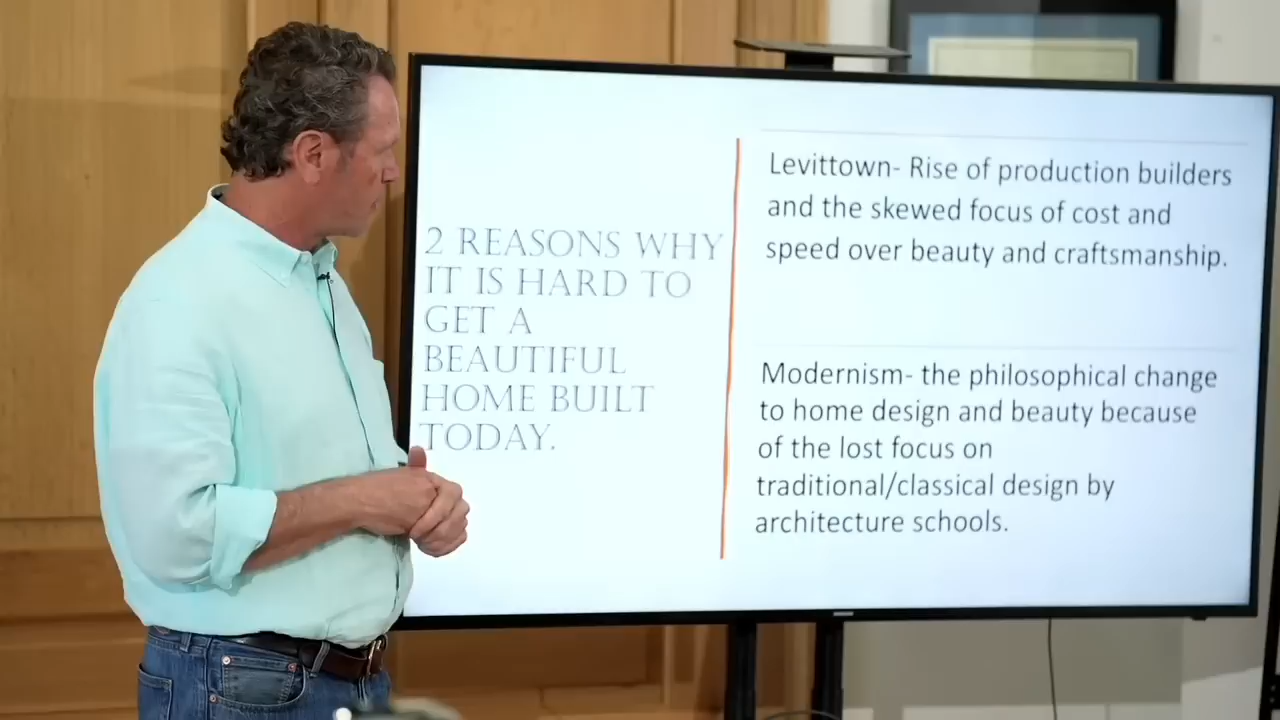 2 REASONS WHY
IT IS HARD TO
GET A
BEAUTIFUL
HOME BUILT
TODAY.
Levittown- Rise of production builders
and the skewed focus of cost and
speed over beauty and craftsmanship.
Modernism- the philosophical change
to home design and beauty because
of the lost focus on
traditional/classical design by
architecture schools.